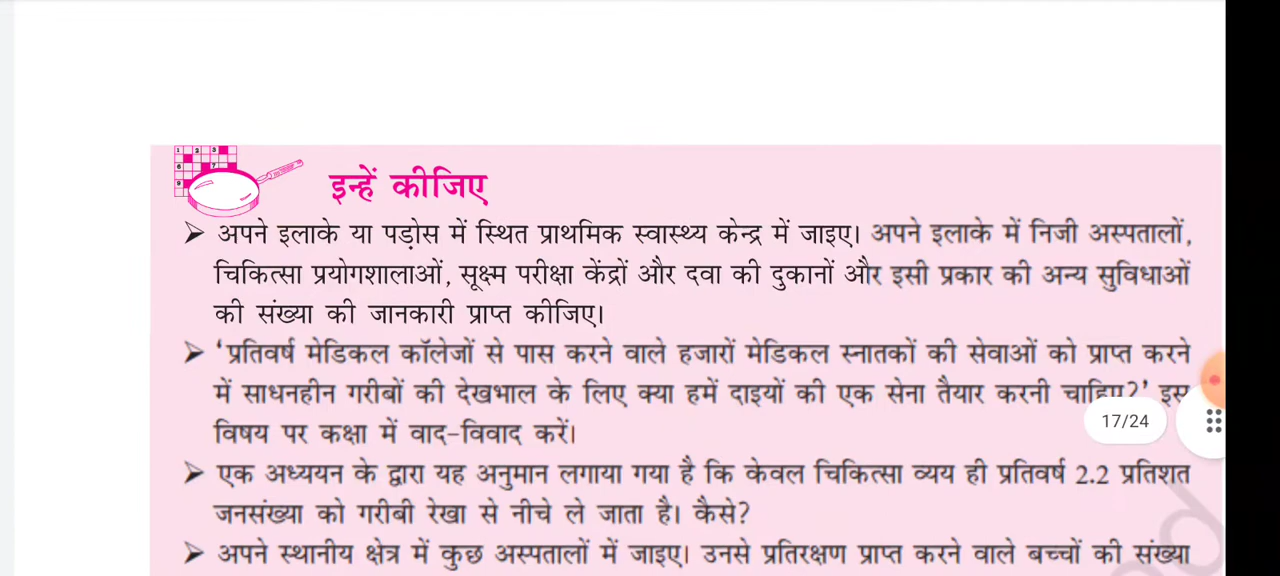 इन्हें कीजिए
➤ अपने इलाके या पड़ोस में स्थित प्राथमिक स्वास्थ्य केन्द्र में जाइए। अपने इलाके में निजी अस्पतालों,
चिकित्सा प्रयोगशालाओं, सूक्ष्म परीक्षा केंद्रों और दवा की दुकानों और इसी प्रकार की अन्य सुविधाओं
की संख्या की जानकारी प्राप्त कीजिए।
➤ ‘प्रतिवर्ष मेडिकल कॉलेजों से पास करने वाले हजारों मेडिकल स्नातकों की सेवाओं को प्राप्त करने
में साधनहीन गरीबों की देखभाल के लिए क्या हमें दाइयों की एक सेना तैयार करनी चाहिए?’ इस
17/24
विषय पर कक्षा में वाद-विवाद करें।
➤ एक अध्ययन के द्वारा यह अनुमान लगाया गया है कि केवल चिकित्सा व्यय ही प्रतिवर्ष 2.2 प्रतिशत
जनसंख्या को गरीबी रेखा से नीचे ले जाता है। कैसे?
➤ अपने स्थानीय क्षेत्र में कुछ अस्पतालों में जाइए। उनसे प्रतिरक्षण प्राप्त करने वाले बच्चों की संख्या